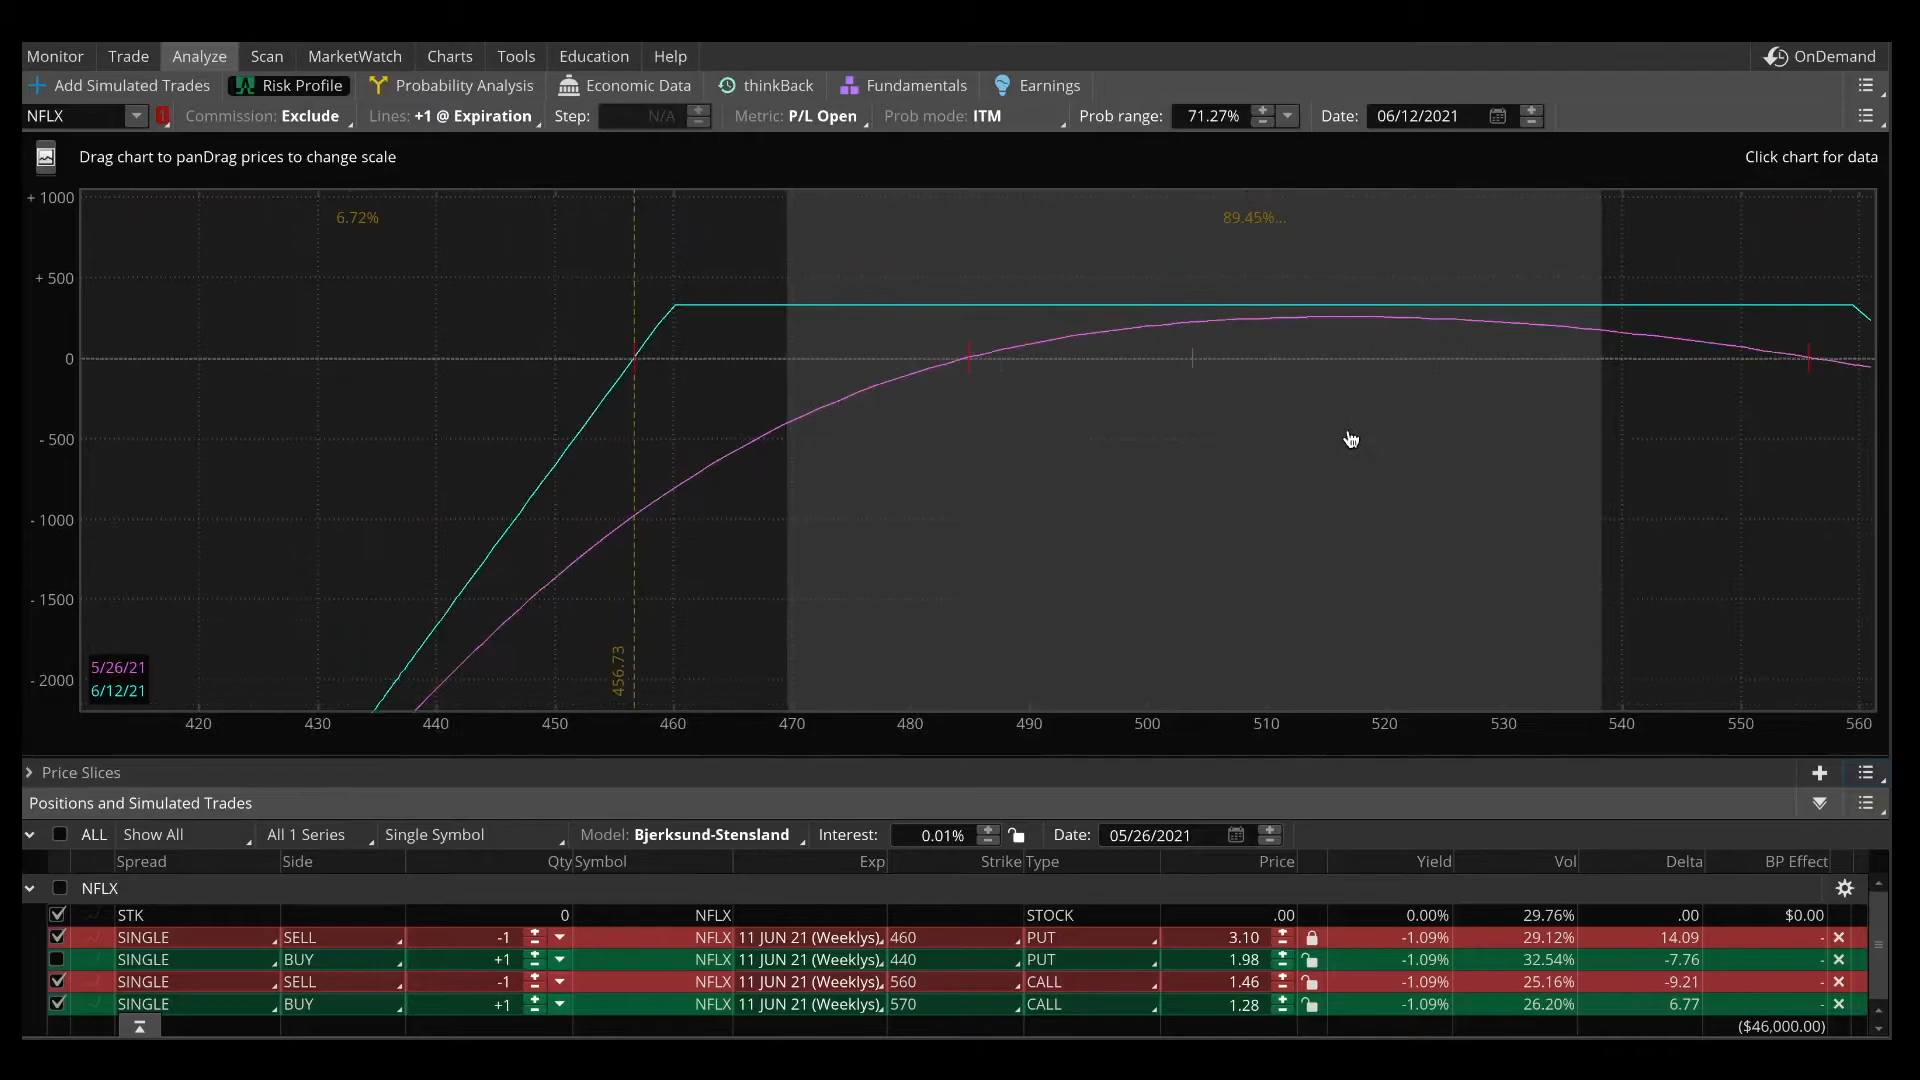 Monitor Trade Analyze Scan MarketWatch Charts Tools Education Help OnDemand
Add Simulated Trades Risk Profile Probability Analysis Economic Data thinkBack Fundamentals Earnings
NFLX 1 Commission: Exclude Lines: +1 @ Expiration Step: N/A Metric: P/L Open Prob mode: ITM Prob range: 71.27% Date: 06/12/2021
Drag chart to panDrag prices to change scale Click chart for data
+ 1000
6.72% 89.45%...
+ 500
0
- 500
- 1000
- 1500
456.73
5/26/21
- 2000
6/12/21
420 430 440 450 460 470 480 490 500 510 520 530 540 550 560
Price Slices
Positions and Simulated Trades
ALL Show All All 1 Series Single Symbol Model: Bjerksund-Stensland Interest: 0.01% Date: 05/26/2021
Spread Side Qty Symbol Exp Strike Type Price Yield Vol Delta BP Effect
NFLX
STK 0 NFLX STOCK .00 0.00% 29.76% .00 $0.00
SINGLE SELL -1 NFLX 11 JUN 21 (Weeklys) 460 PUT 3.10 -1.09% 29.12% 14.09 -
SINGLE BUY +1 NFLX 11 JUN 21 (Weeklys) 440 PUT 1.98 -1.09% 32.54% -7.76 -
SINGLE SELL -1 NFLX 11 JUN 21 (Weeklys) 560 CALL 1.46 -1.09% 25.16% -9.21 -
SINGLE BUY +1 NFLX 11 JUN 21 (Weeklys) 570 CALL 1.28 -1.09% 26.20% 6.77 -
($46,000.00)